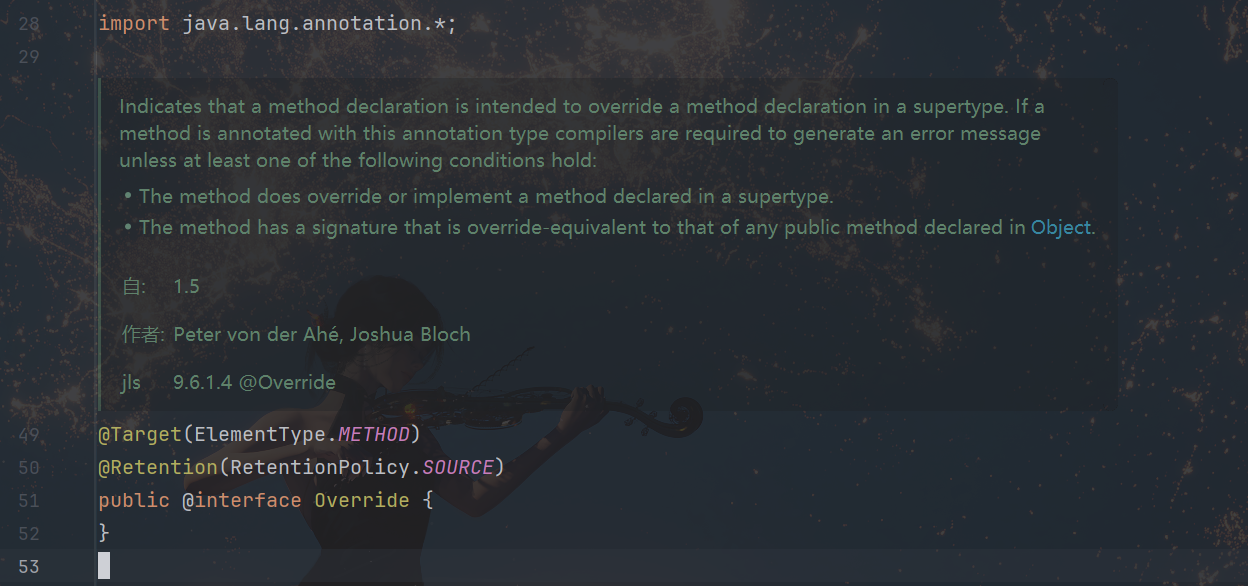 28 import java.lang.annotation.*;
29
Indicates that a method declaration is intended to override a method declaration in a supertype. If a
method is annotated with this annotation type compilers are required to generate an error message
unless at least one of the following conditions hold:
• The method does override or implement a method declared in a supertype.
• The method has a signature that is override-equivalent to that of any public method declared in Object.
自: 1.5
作者: Peter von der Ahé, Joshua Bloch
jls 9.6.1.4 @Override
49 @Target(ElementType.METHOD)
50 @Retention(RetentionPolicy.SOURCE)
51 public @interface Override {
52 }
53